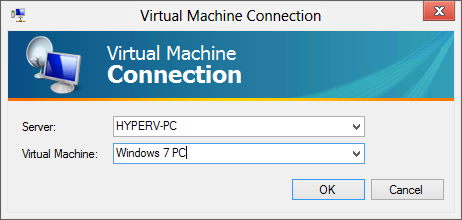 Virtual Machine Connection
Virtual Machine
Connection
Server: HYPERV-PC
Virtual Machine: Windows 7 PC
OK Cancel